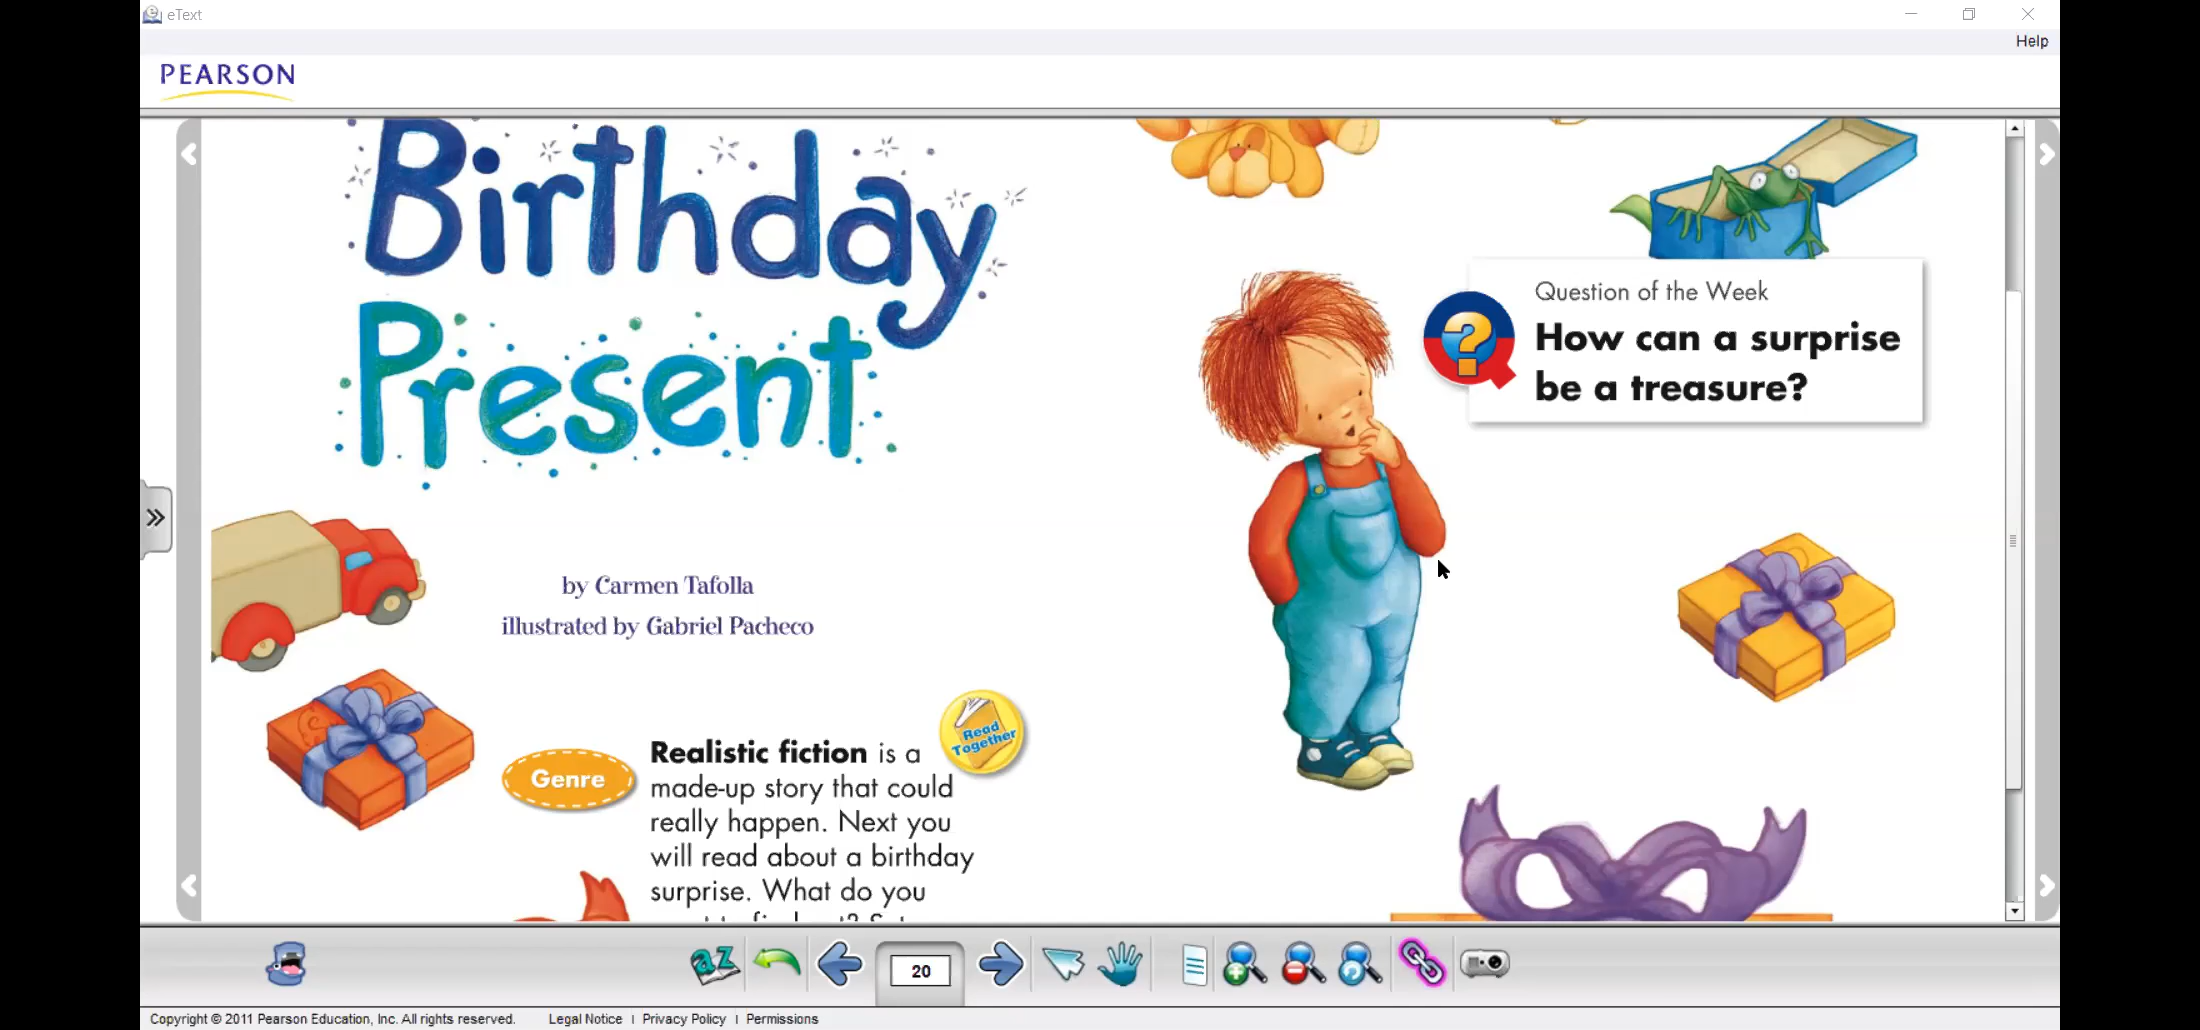 eText
Help
PEARSON
Birthday
Present
by Carmen Tafolla
illustrated by Gabriel Pacheco
Read
Together
Genre
Realistic fiction is a
made-up story that could
really happen. Next you
will read about a birthday
surprise. What do you
Question of the Week
How can a surprise
be a treasure?
?
az
20
Copyright © 2011 Pearson Education, Inc. All rights reserved. Legal Notice | Privacy Policy | Permissions